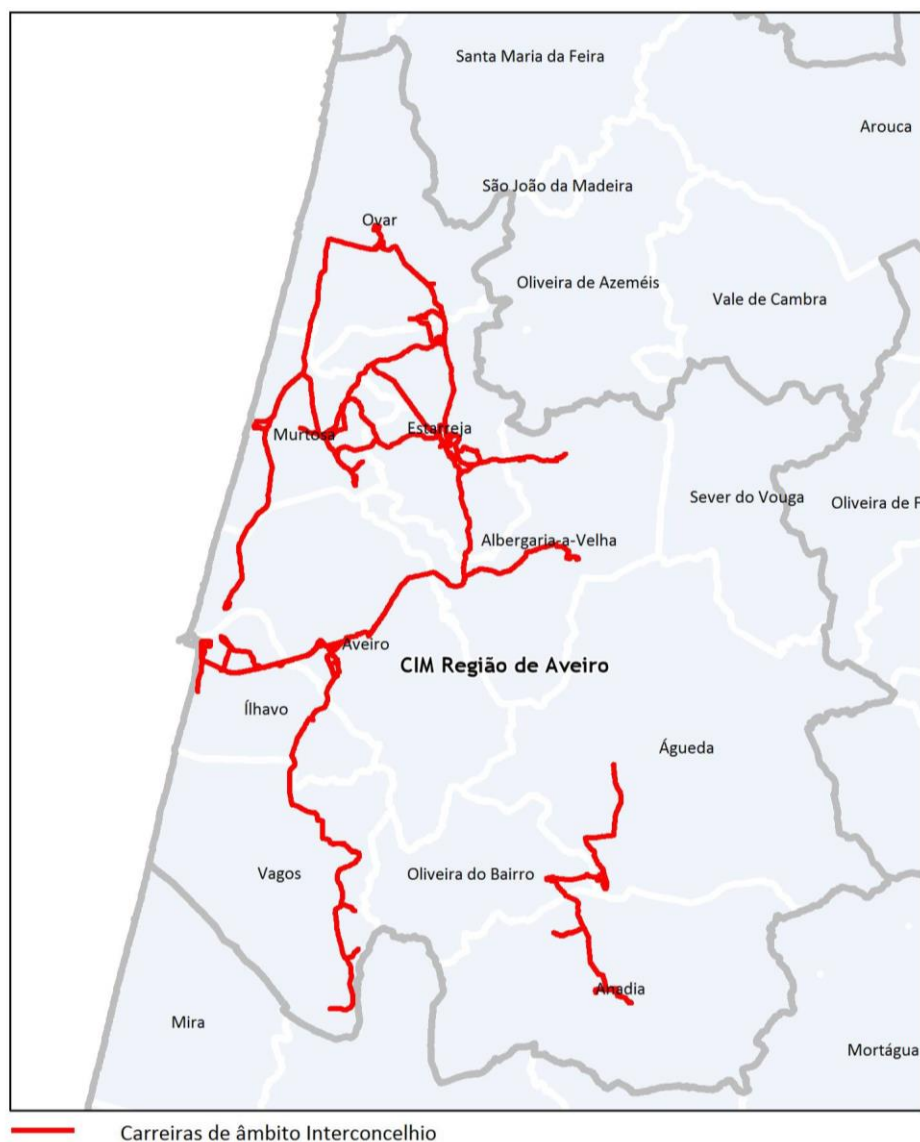 Santa Maria da Feira
Arouca
São João da Madeira
Ovar
Oliveira de Azeméis
Vale de Cambra
Murtosa
Estarreja
Sever do Vouga
Oliveira de F
Albergaria-a-Velha
Aveiro
CIM Região de Aveiro
Ílhavo
Águeda
Vagos
Oliveira do Bairro
Anadia
Mira
Mortágua
Carreiras de âmbito Interconcelhio